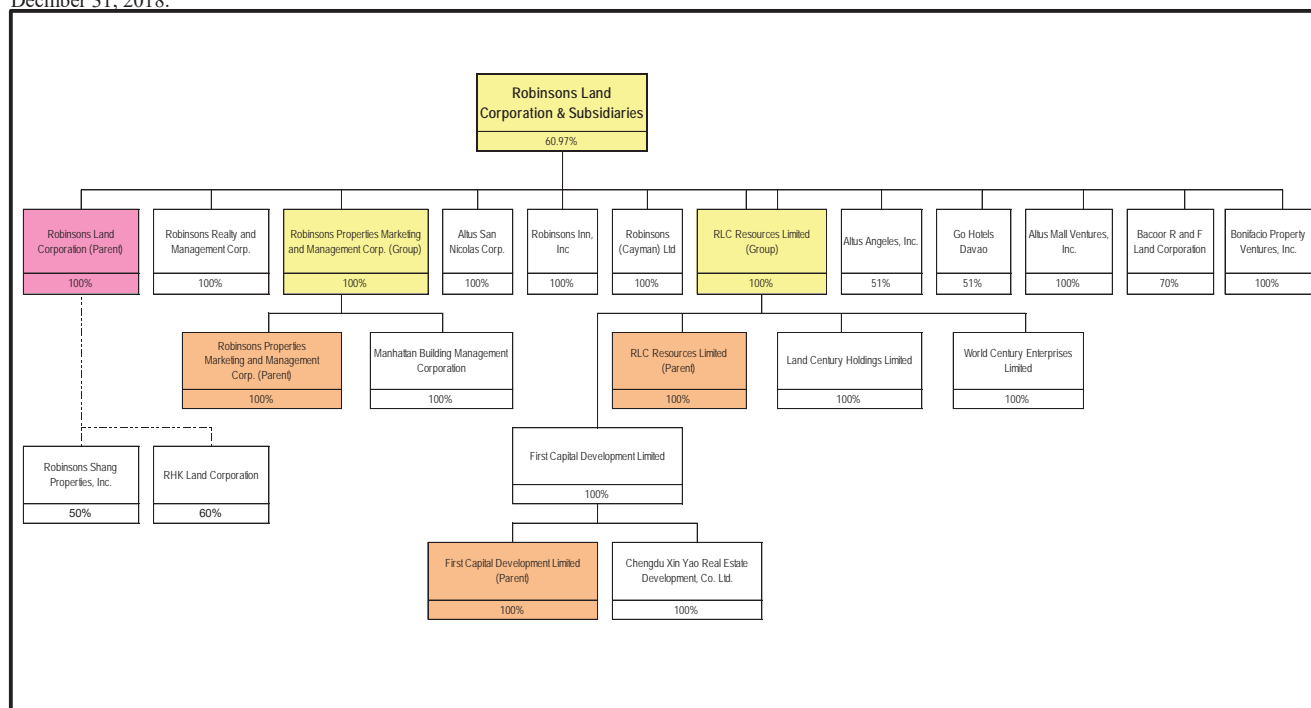 December 31, 2018.
Robinsons Land
Corporation & Subsidiaries
60.97%
Robinsons Land
Corporation (Parent)
100%
Robinsons Realty and
Management Corp.
100%
Robinsons Properties Marketing
and Management Corp. (Group)
100%
Altus San
Nicolas Corp.
100%
Robinsons Inn,
Inc
100%
Robinsons
(Cayman) Ltd
100%
RLC Resources Limited
(Group)
100%
Altus Angeles, Inc.
51%
Go Hotels
Davao
51%
Altus Mall Ventures,
Inc.
100%
Bacoor R and F
Land Corporation
70%
Bonifacio Property
Ventures, Inc.
100%
Robinsons Properties
Marketing and Management
Corp. (Parent)
100%
Manhattan Building Management
Corporation
100%
RLC Resources Limited
(Parent)
100%
Land Century Holdings Limited
100%
World Century Enterprises
Limited
100%
Robinsons Shang
Properties, Inc.
50%
RHK Land Corporation
60%
First Capital Development Limited
100%
First Capital Development Limited
(Parent)
100%
Chengdu Xin Yao Real Estate
Development, Co. Ltd.
100%